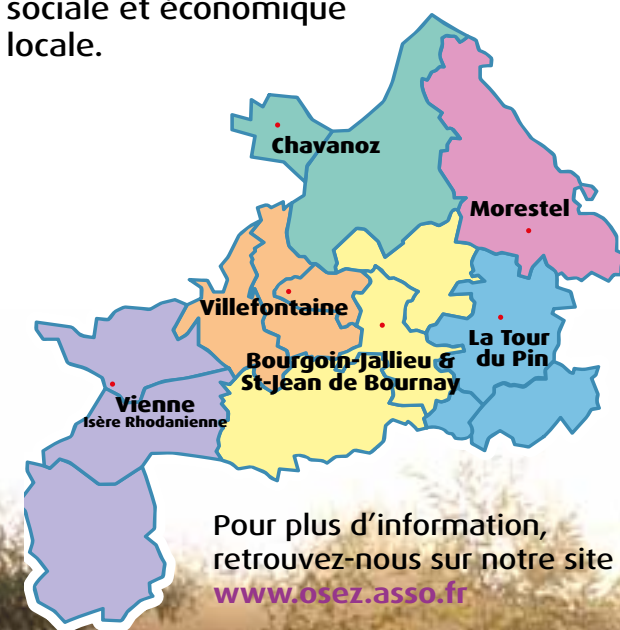 sociale et économique
locale.
Chavanoz
Morestel
Villefontaine
La Tour
du Pin
Bourgoin-Jallieu &
St-Jean de Bournay
Vienne
Isère Rhodanienne
Pour plus d'information,
retrouvez-nous sur notre site
www.osez.asso.fr